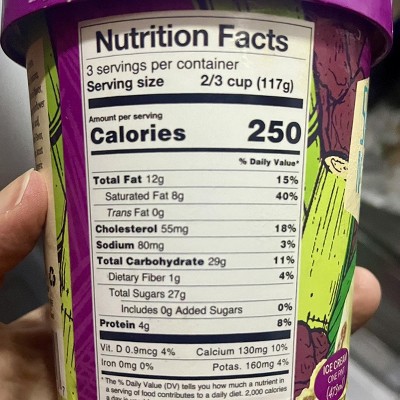 Nutrition Facts
3 servings per container
Serving size 2/3 cup (117g)
Amount per serving
Calories 250
% Daily Value*
Total Fat 12g 15%
Saturated Fat 8g 40%
Trans Fat 0g
Cholesterol 55mg 18%
Sodium 80mg 3%
Total Carbohydrate 29g 11%
Dietary Fiber 1g 4%
Total Sugars 27g
Includes 0g Added Sugars 0%
Protein 4g 8%
Vit. D 0.9mcg 4% Calcium 130mg 10%
Iron 0mg 0% Potas. 160mg 4%
* The % Daily Value (DV) tells you how much a nutrient in
a serving of food contributes to a daily diet. 2,000 calories
ICE CREAM
ONE PINT